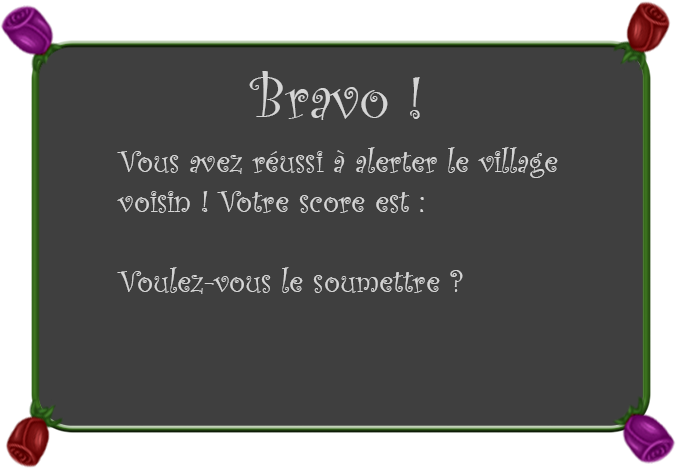 Bravo !
Vous avez réussi à alerter le village
voisin ! Votre score est :
Voulez-vous le soumettre ?